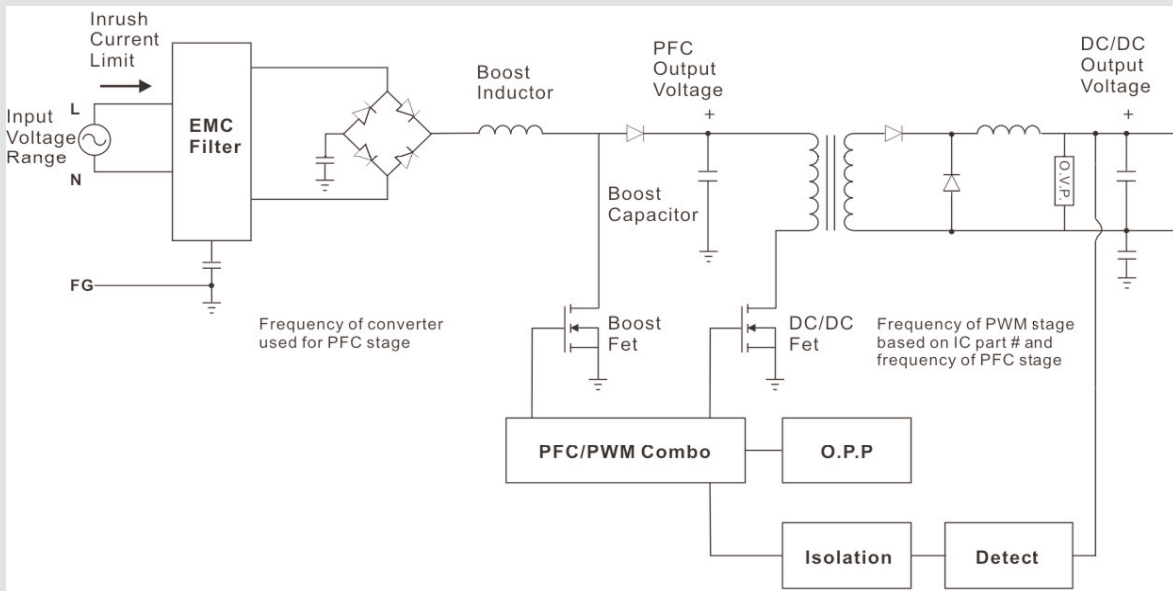 Inrush
Current
Limit
Input
Voltage
Range
L
N
EMC
Filter
FG
Boost
Inductor
PFC
Output
Voltage
+
Boost
Capacitor
DC/DC
Output
Voltage
+
O.V.P.
Frequency of converter
used for PFC stage
Boost
Fet
DC/DC
Fet
Frequency of PWM stage
based on IC part # and
frequency of PFC stage
PFC/PWM Combo
O.P.P
Isolation
Detect